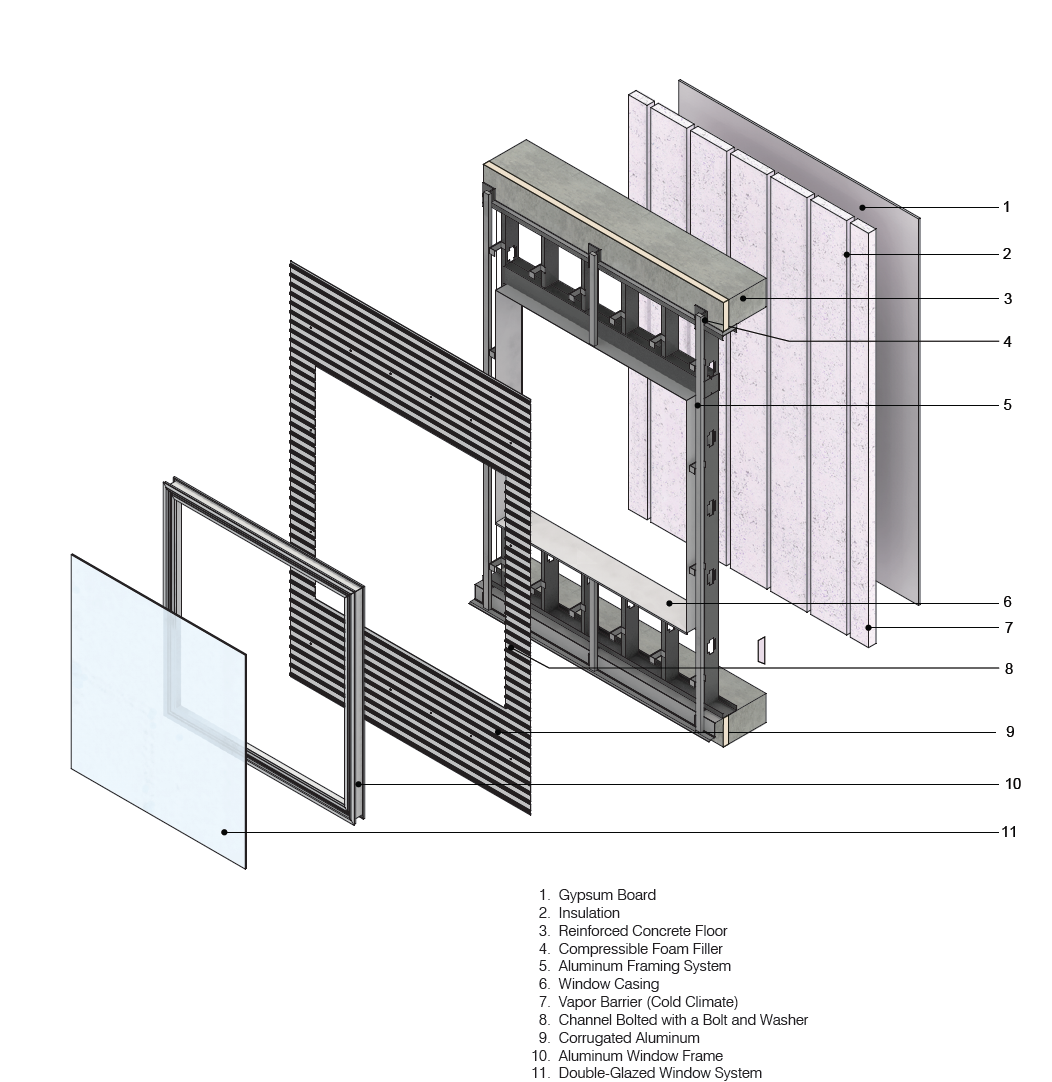 1
2
3
4
5
6
7
8
9
10
11
1. Gypsum Board
2. Insulation
3. Reinforced Concrete Floor
4. Compressible Foam Filler
5. Aluminum Framing System
6. Window Casing
7. Vapor Barrier (Cold Climate)
8. Channel Bolted with a Bolt and Washer
9. Corrugated Aluminum
10. Aluminum Window Frame
11. Double-Glazed Window System